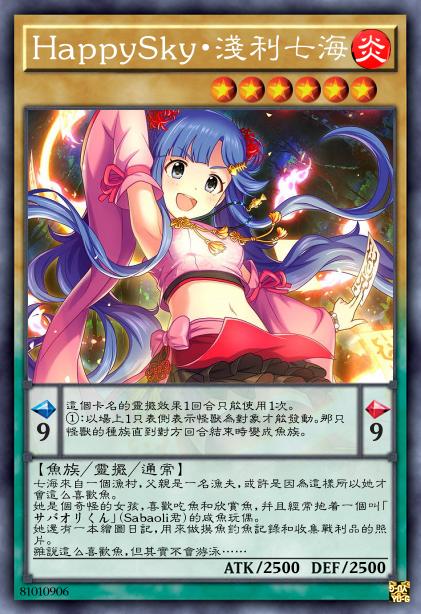 HappySky・淺利七海 炎
9
這個卡名的靈擺效果1回合只能使用1次。
①:以場上1只表側表示怪獸為對象才能發動。那只
怪獸的種族直到對方回合結束時變成魚族。
9
【魚族／靈擺／通常】
七海來自一個漁村，父親是一名漁夫，或許是因為這樣所以她才
會這么喜歡魚。
她是個奇怪的女孩，喜歡吃魚和欣賞魚，幷且經常抱着一個叫「
サバオリくん」(Sabaoli君)的咸魚玩偶。
她還有一本繪圖日記，用來做摸魚釣魚記錄和收集戰利品的照
片。
雖說這么喜歡魚，但其實不會游泳……
ATK/2500 DEF/2500
81010906